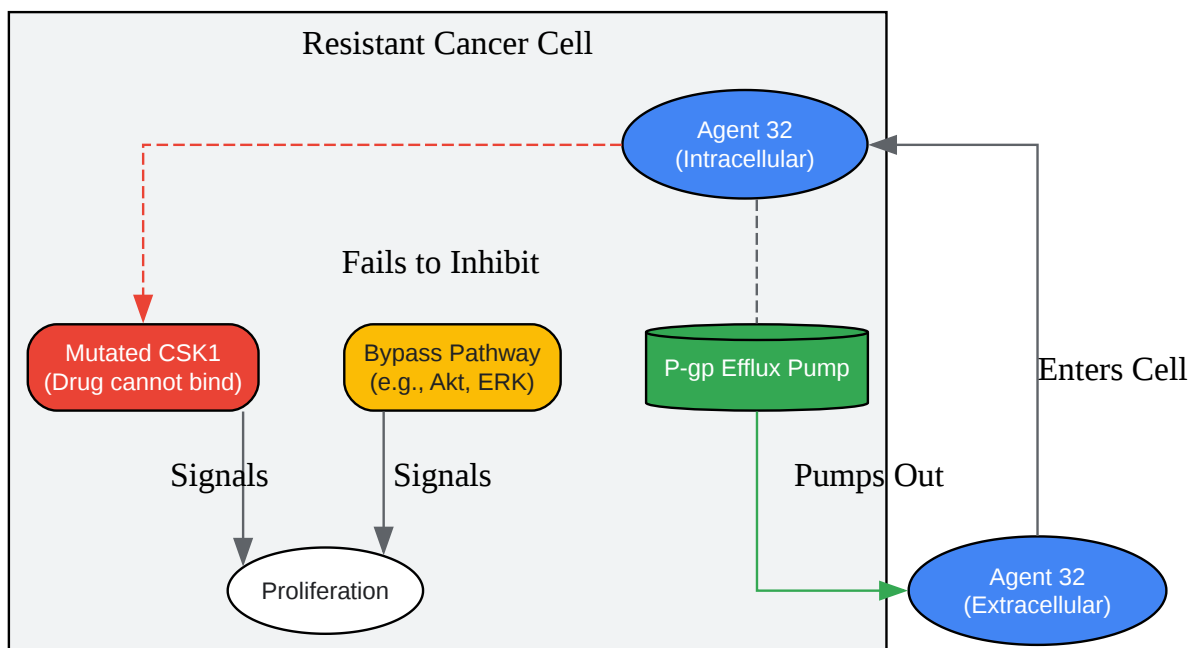 Resistant Cancer Cell
Agent 32
(Intracellular)
Fails to Inhibit
Mutated CSK1
(Drug cannot bind)
Bypass Pathway
(e.g., Akt, ERK)
P-gp Efflux Pump
Enters Cell
Signals
Signals
Pumps Out
Proliferation
Agent 32
(Extracellular)